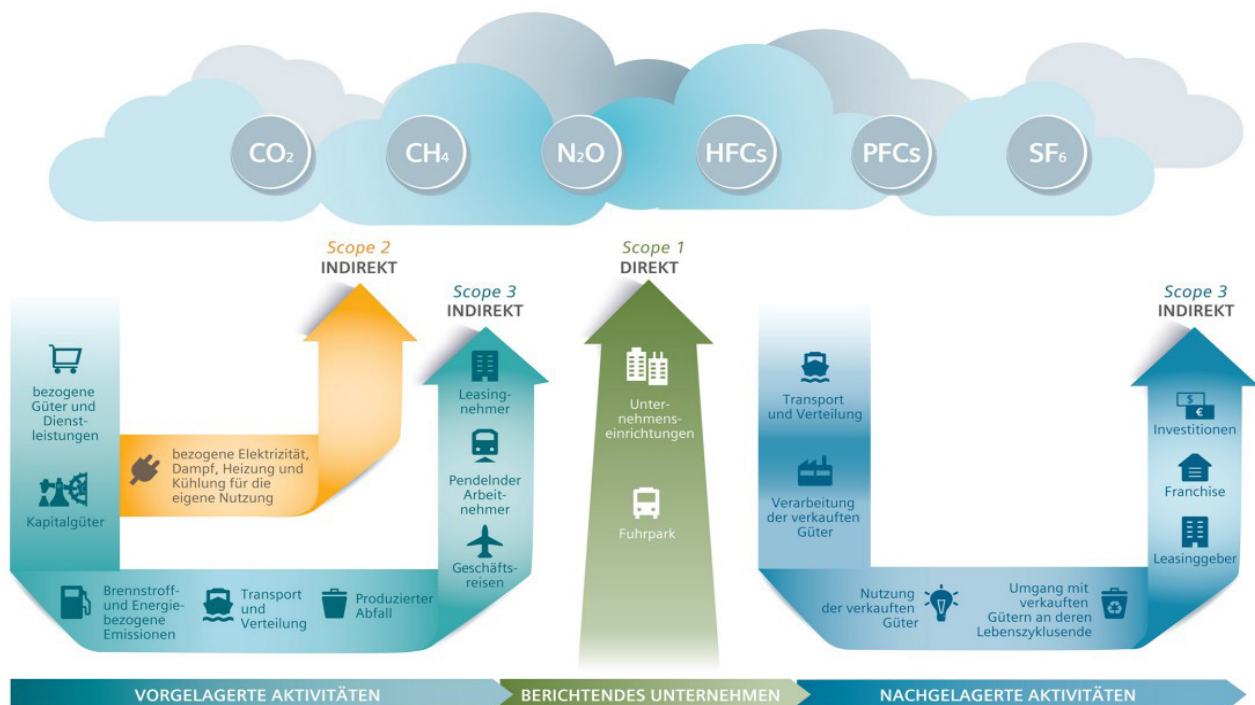 CO₂
CH₄
N₂O
HFCs
PFCs
SF₆
Scope 2
INDIREKT
Scope 1
DIREKT
Scope 3
INDIREKT
Scope 3
INDIREKT
bezogene
Güter und
Dienst-
leistungen
Kapitalgüter
bezogene Elektrizität,
Dampf, Heizung und
Kühlung für die
eigene Nutzung
Brennstoff-
und Energie-
bezogene
Emissionen
Transport
und
Verteilung
Produzierter
Abfall
Leasing-
nehmer
Pendelnder
Arbeit-
nehmer
Geschäfts-
reisen
Unter-
nehmens-
einrichtungen
Fuhrpark
Transport
und Verteilung
Verarbeitung
der verkauften
Güter
Nutzung
der verkauften
Güter
Umgang mit
verkauften
Gütern an deren
Lebenszyklusende
$
€
Investitionen
Franchise
Leasinggeber
VORGELAGERTE AKTIVITÄTEN
BERICHTENDES UNTERNEHMEN
NACHGELAGERTE AKTIVITÄTEN